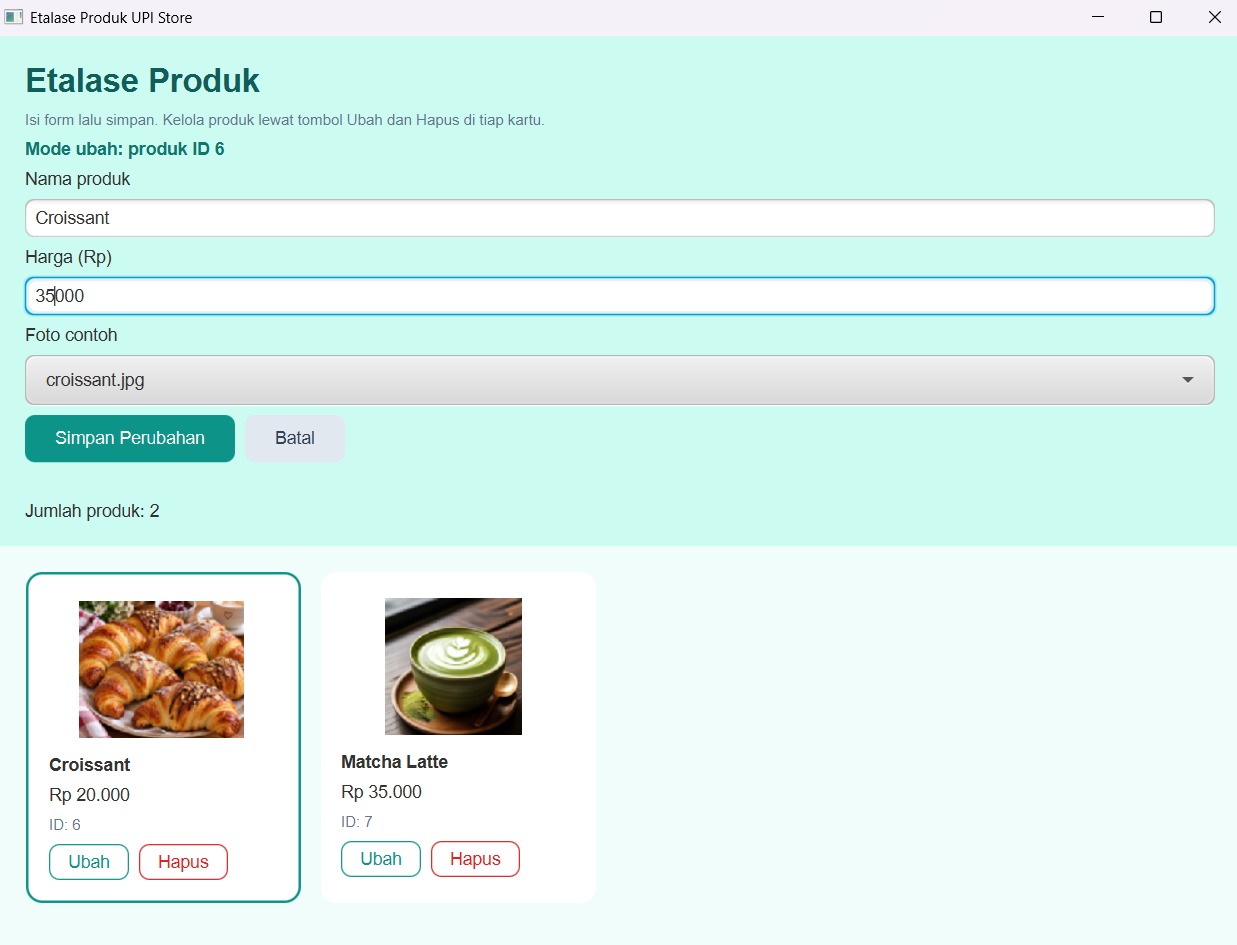 Etalase Produk UPI Store
Etalase Produk
Isi form lalu simpan. Kelola produk lewat tombol Ubah dan Hapus di tiap kartu.
Mode ubah: produk ID 6
Nama produk
Croissant
Harga (Rp)
35000
Foto contoh
croissant.jpg
Simpan Perubahan Batal
Jumlah produk: 2
Croissant
Rp 20.000
ID: 6
Ubah Hapus
Matcha Latte
Rp 35.000
ID: 7
Ubah Hapus